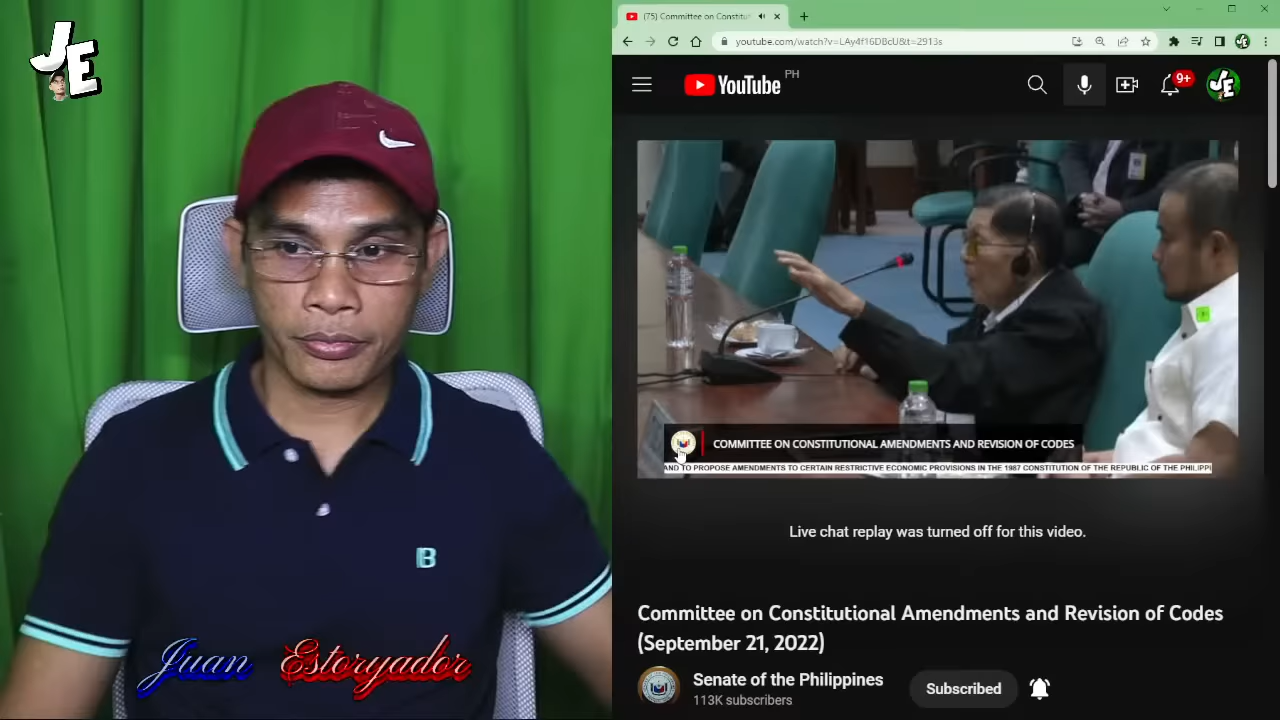 JE
Juan Estoryador
B
(75) Committee on Constitut
youtube.com/watch?v=LAy4f16DBcU&t=2913s
YouTube PH
9+
JE
COMMITTEE ON CONSTITUTIONAL AMENDMENTS AND REVISION OF CODES
AND TO PROPOSE AMENDMENTS TO CERTAIN RESTRICTIVE ECONOMIC PROVISIONS IN THE 1987 CONSTITUTION OF THE REPUBLIC OF THE PHILIPPI
Live chat replay was turned off for this video.
Committee on Constitutional Amendments and Revision of Codes
(September 21, 2022)
Senate of the Philippines
113K subscribers
Subscribed